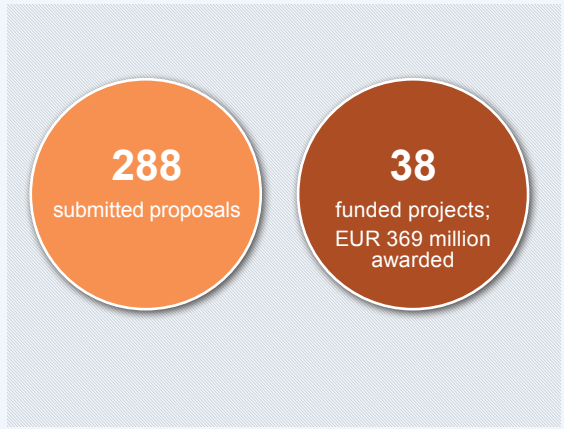 288
submitted proposals
38
funded projects;
EUR 369 million
awarded